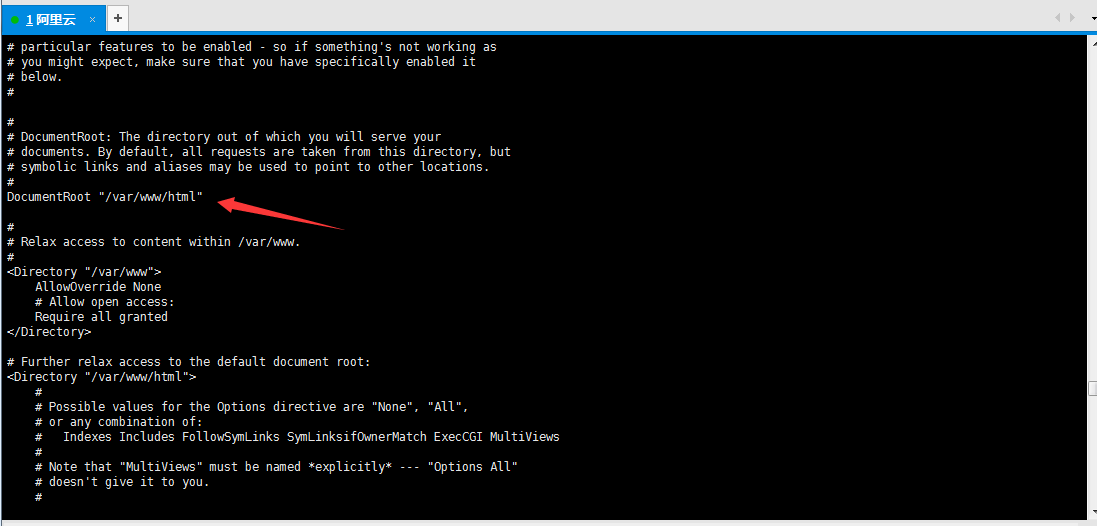 1 阿里云
# particular features to be enabled - so if something's not working as
# you might expect, make sure that you have specifically enabled it
# below.
#
#
# DocumentRoot: The directory out of which you will serve your
# documents. By default, all requests are taken from this directory, but
# symbolic links and aliases may be used to point to other locations.
#
DocumentRoot "/var/www/html"
#
# Relax access to content within /var/www.
#
<Directory "/var/www">
    AllowOverride None
    # Allow open access:
    Require all granted
</Directory>
# Further relax access to the default document root:
<Directory "/var/www/html">
    #
    # Possible values for the Options directive are "None", "All",
    # or any combination of:
    #   Indexes Includes FollowSymLinks SymLinksifOwnerMatch ExecCGI MultiViews
    #
    # Note that "MultiViews" must be named *explicitly* --- "Options All"
    # doesn't give it to you.
    #